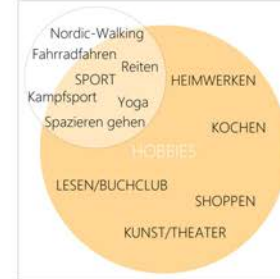 Nordic-Walking
Fahrradfahren
Reiten
SPORT
HEIMWERKEN
Kampfsport
Yoga
Spazieren gehen
KOCHEN
HOBBIES
LESEN/BUCHCLUB
SHOPPEN
KUNST/THEATER